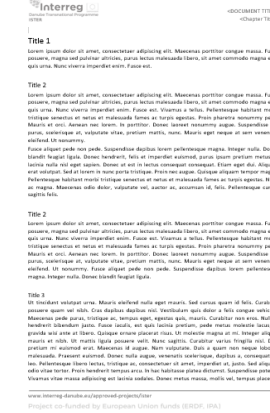 Interreg
Danube Transnational Programme
<DOCUMENT TIT
<Chapter Tit
Title 1
Lorem ipsum dolor sit amet, consectetuer adipiscing elit. Maecenas porttitor congue massa. Fu
posuere, magna sed pulvinar ultricies, purus lectus malesuada libero, sit amet commodo magna e
quis urna. Nunc viverra imperdiet enim. Fusce est.
Title 2
Lorem ipsum dolor sit amet, consectetuer adipiscing elit. Maecenas porttitor congue massa. Fu
posuere, magna sed pulvinar ultricies, purus lectus malesuada libero, sit amet commodo magna e
quis urna. Nunc viverra imperdiet enim. Fusce est. Vivamus a tellus. Pellentesque habitant m
tristique senectus et netus et malesuada fames ac turpis egestas. Proin pharetra nonummy pe
Mauris et orci. Aenean nec lorem. In porttitor. Donec laoreet nonummy augue. Suspendisse
purus, scelerisque at, vulputate vitae, pretium mattis, nunc. Mauris eget neque at sem venen
eleifend. Ut nonummy.
Fusce aliquet pede non pede. Suspendisse dapibus lorem pellentesque magna. Integer nulla. Do
blandit feugiat ligula. Donec hendrerit, felis et imperdiet euismod, purus ipsum pretium metus
lacinia nulla nisl eget sapien. Donec ut est in lectus consequat consequat. Etiam eget dui. Aliqu
erat volutpat. Sed at lorem in nunc porta tristique. Proin nec augue. Quisque aliquam tempor mag
Pellentesque habitant morbi tristique senectus et netus et malesuada fames ac turpis egestas. N
ac magna. Maecenas odio dolor, vulputate vel, auctor ac, accumsan id, felis. Pellentesque cu
sagittis felis.
Title 2
Lorem ipsum dolor sit amet, consectetuer adipiscing elit. Maecenas porttitor congue massa. Fu
posuere, magna sed pulvinar ultricies, purus lectus malesuada libero, sit amet commodo magna e
quis urna. Nunc viverra imperdiet enim. Fusce est. Vivamus a tellus. Pellentesque habitant m
tristique senectus et netus et malesuada fames ac turpis egestas. Proin pharetra nonummy pe
Mauris et orci. Aenean nec lorem. In porttitor. Donec laoreet nonummy augue. Suspendisse
purus, scelerisque at, vulputate vitae, pretium mattis, nunc. Mauris eget neque at sem venen
eleifend. Ut nonummy. Fusce aliquet pede non pede. Suspendisse dapibus lorem pellentesq
magna. Integer nulla. Donec blandit feugiat ligula.
Title 3
Ut tincidunt volutpat urna. Mauris eleifend nulla eget mauris. Sed cursus quam id felis. Curab
posuere quam vel nibh. Cras dapibus dapibus nisl. Vestibulum quis dolor a felis congue vehic
Maecenas pede purus, tristique ac, tempus eget, egestas quis, mauris. Curabitur non eros. Nul
hendrerit bibendum justo. Fusce iaculis, est quis lacinia pretium, pede metus molestie lacus
gravida wisi ante at libero. Quisque ornare placerat risus. Ut molestie magna at mi. Integer aliq
mauris et nibh. Ut mattis ligula posuere velit. Nunc sagittis. Curabitur varius fringilla nisl. D
pretium mi euismod erat. Maecenas id augue. Nam vulputate. Duis a quam non neque lob
malesuada. Praesent euismod. Donec nulla augue, venenatis scelerisque, dapibus a, consequat
leo. Pellentesque libero lectus, tristique ac, consectetuer sit amet, imperdiet ut, justo. Sed aliqu
odio vitae tortor. Proin hendrerit tempus arcu. In hac habitasse platea dictumst. Suspendisse pot
Vivamus vitae massa adipiscing est lacinia sodales. Donec metus massa, mollis vel, tempus place
www.interreg-danube.eu/approved-projects/ister
Project co-funded by European Union funds (ERDF, IPA)